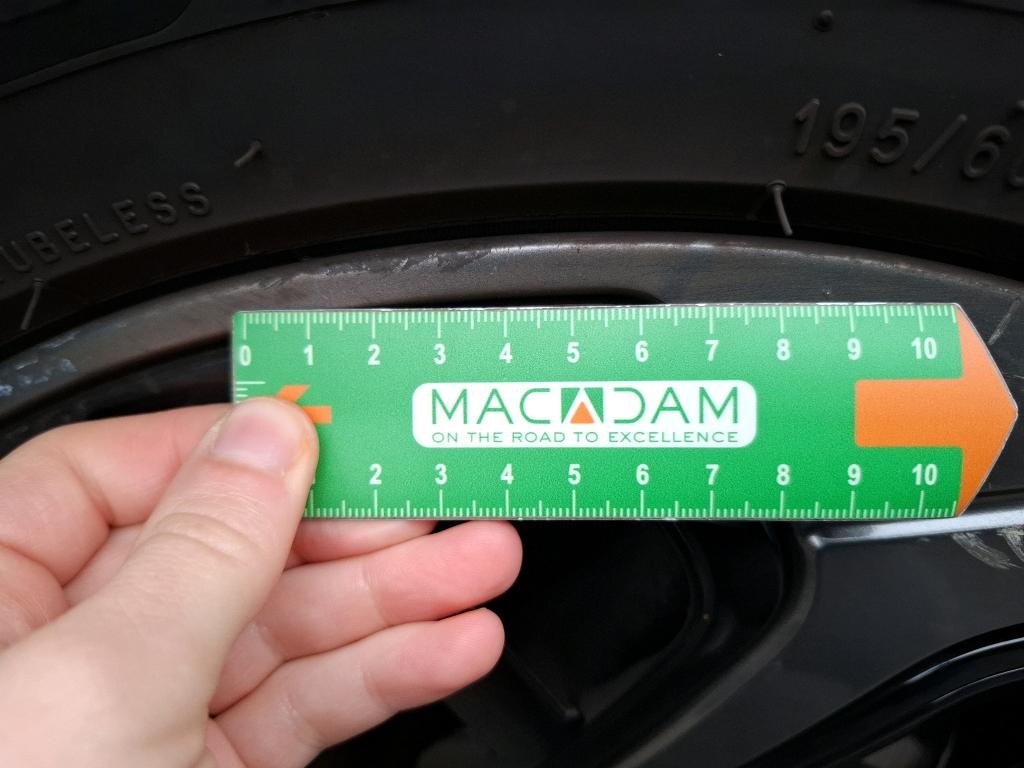 195/6
TUBELESS
0 1 2 3 4 5 6 7 8 9 10
MACADAM
ON THE ROAD TO EXCELLENCE
2 3 4 5 6 7 8 9 10